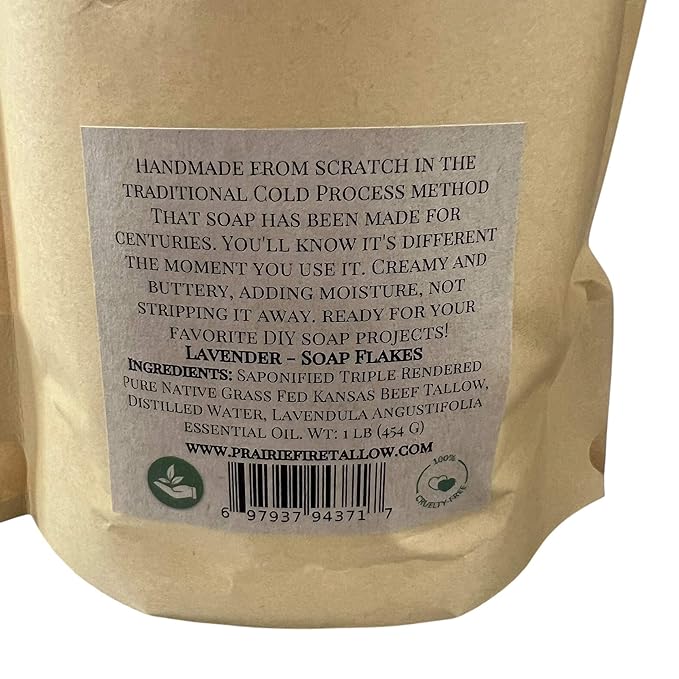 Handmade from scratch in the
traditional Cold Process method
That soap has been made for
centuries. You'll know it's different
the moment you use it. Creamy and
buttery, adding moisture, not
stripping it away. ready for your
favorite DIY soap projects!
Lavender - Soap Flakes
Ingredients: Saponified Triple Rendered
Pure Native Grass Fed Kansas Beef Tallow,
Distilled Water, Lavendula Angustifolia
essential Oil. Wt: 1 lb (454 g)
www.prairiefiretallow.com
100%
CRUELTY-FREE
6 97937 94371 7